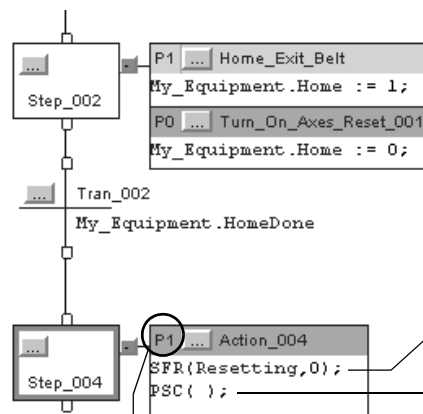 P1 ... Home_Exit_Belt
... My_Equipment.Home := 1;
Step_002
P0 ... Turn_On_Axes_Reset_001
My_Equipment.Home := 0;
... Tran_002
My_Equipment.HomeDone
P1 ... Action_004
... SFR(Resetting,0);
Step_004 PSC( );